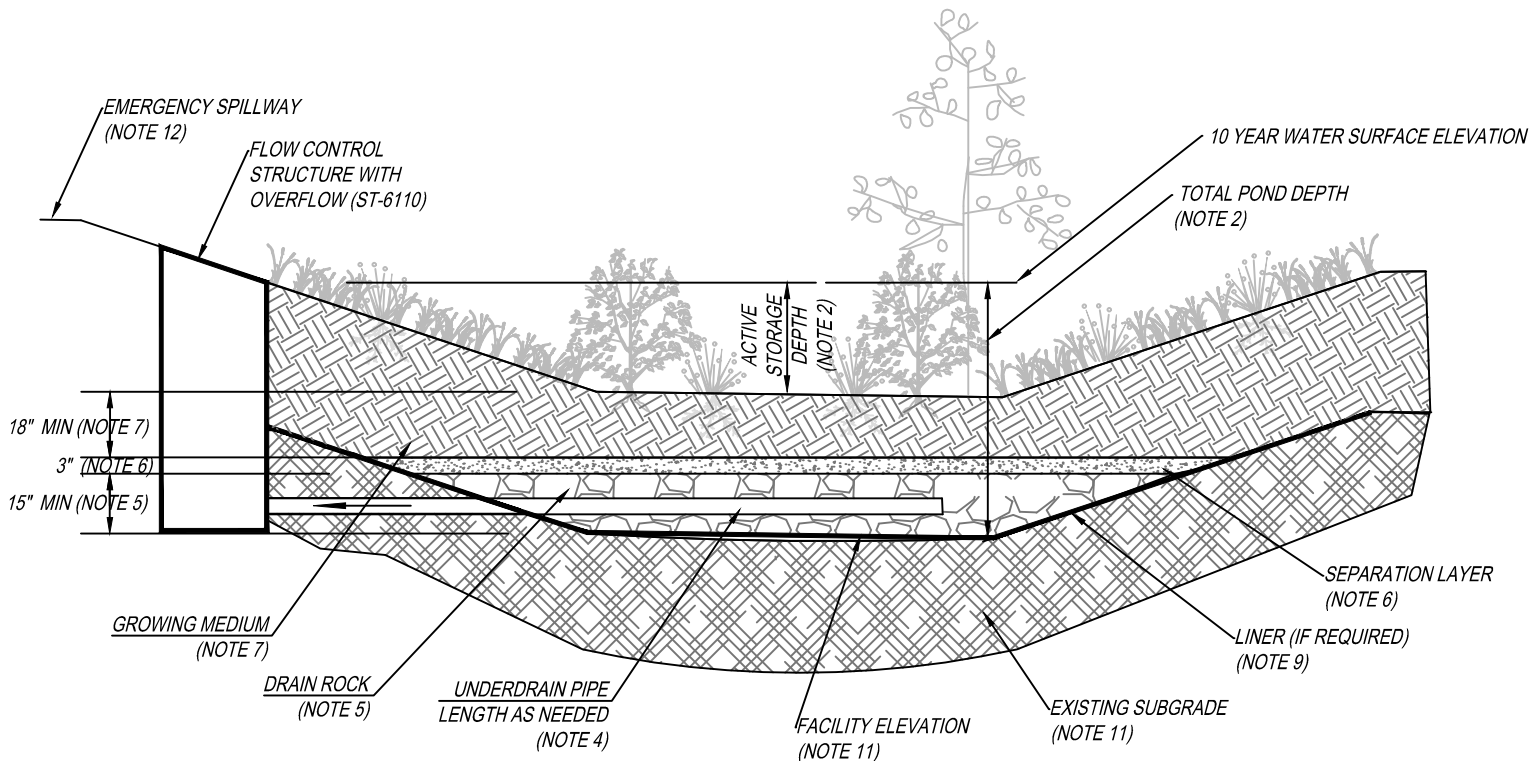 EMERGENCY SPILLWAY
(NOTE 12)
FLOW CONTROL
STRUCTURE WITH
OVERFLOW (ST-6110)
10 YEAR WATER SURFACE ELEVATION
TOTAL POND DEPTH
(NOTE 2)
ACTIVE
STORAGE
DEPTH
(NOTE 2)
18" MIN (NOTE 7)
3" (NOTE 6)
15" MIN (NOTE 5)
GROWING MEDIUM
(NOTE 7)
DRAIN ROCK
(NOTE 5)
UNDERDRAIN PIPE
LENGTH AS NEEDED
(NOTE 4)
FACILITY ELEVATION
(NOTE 11)
EXISTING SUBGRADE
(NOTE 11)
LINER (IF REQUIRED)
(NOTE 9)
SEPARATION LAYER
(NOTE 6)